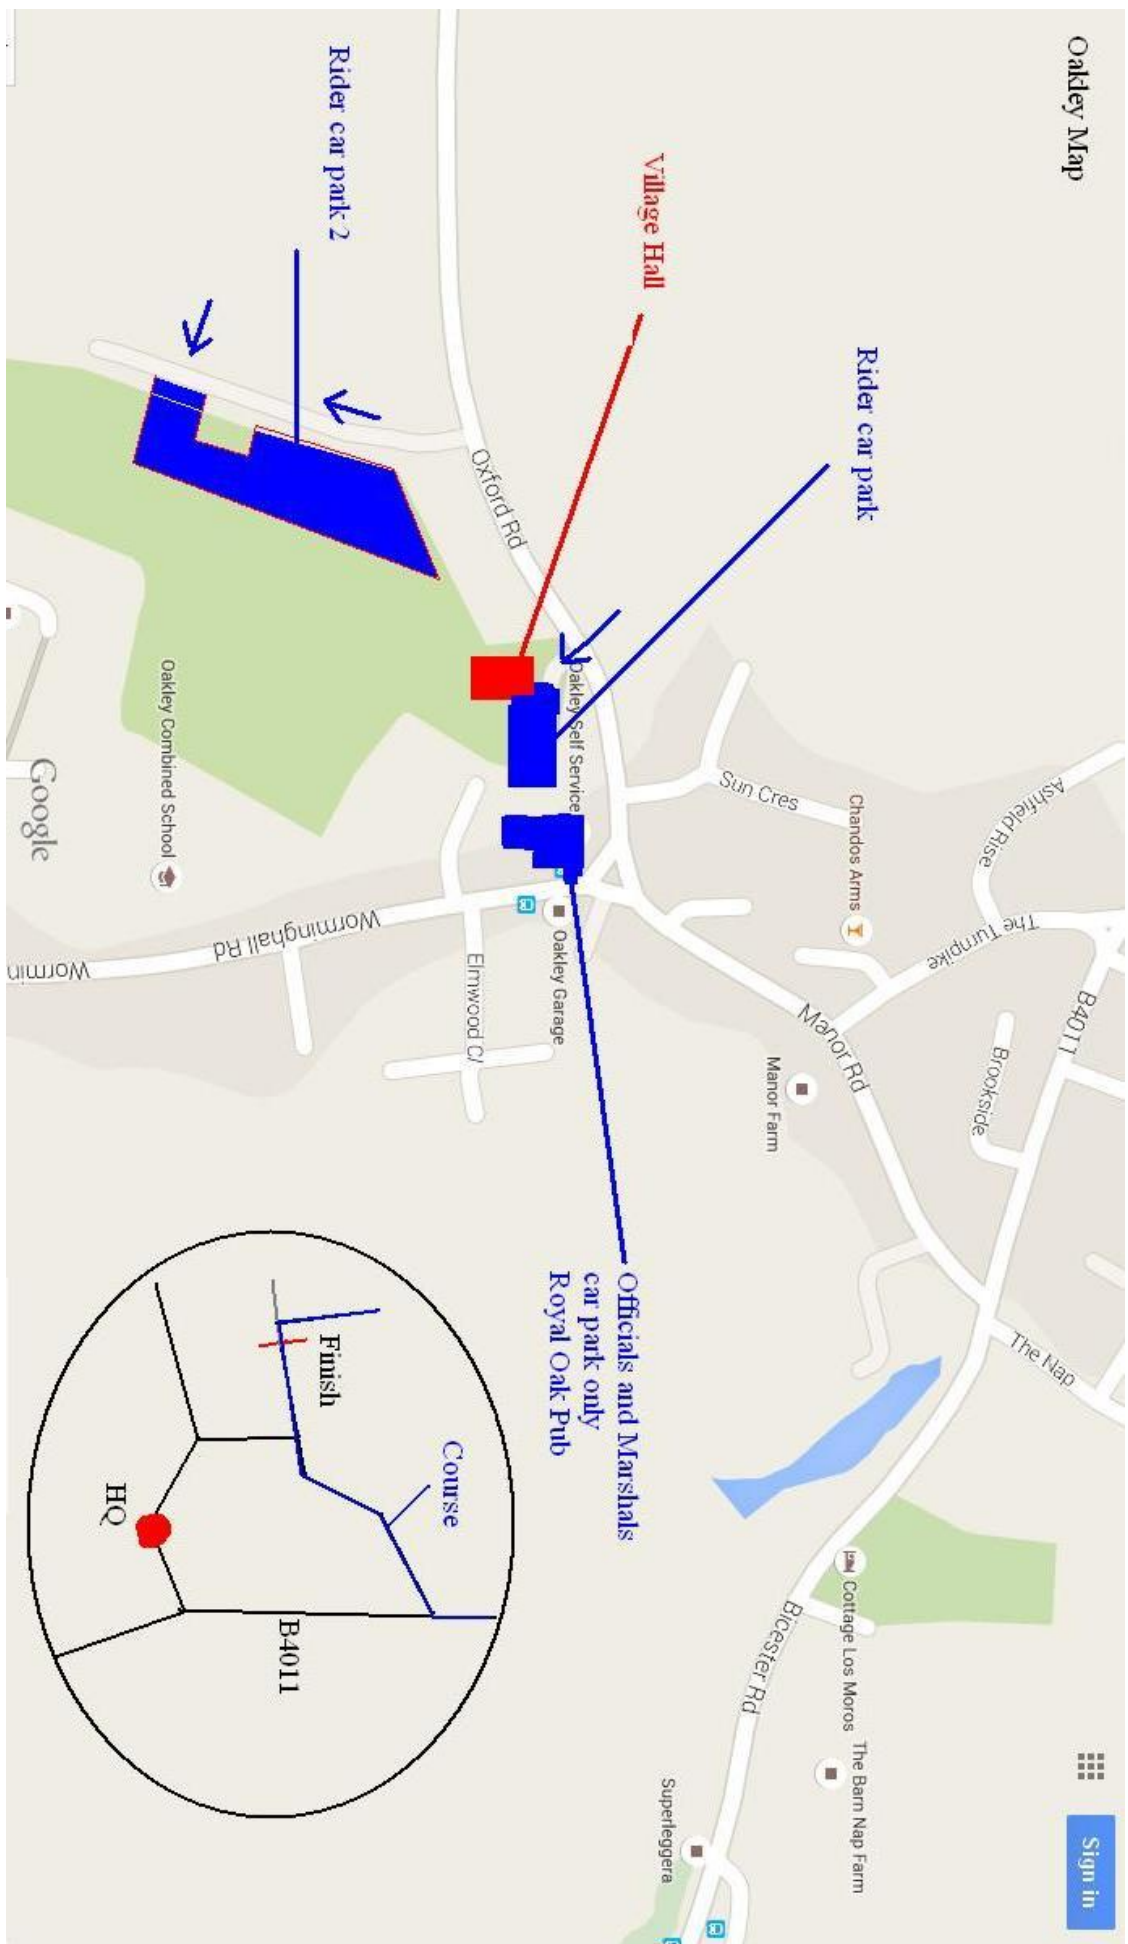 Oakley Map
Sign in
Ashfield Rise
The Turnpike
B4011
Brookside
The Nap
Rider car park
Chandos Arms
Sun Cres
Manor Rd
Manor Farm
Cottage Los Moros
The Barn Nap Farm
Bicester Rd
Superleggera
Village Hall
Oakley Self Service
Oakley Garage
Officials and Marshals
car park only
Royal Oak Pub
Oxford Rd
Elmwood Cl
Rider car park 2
Worminghall Rd
Wormin
Oakley Combined School
Google
Course
Finish
B4011
HQ